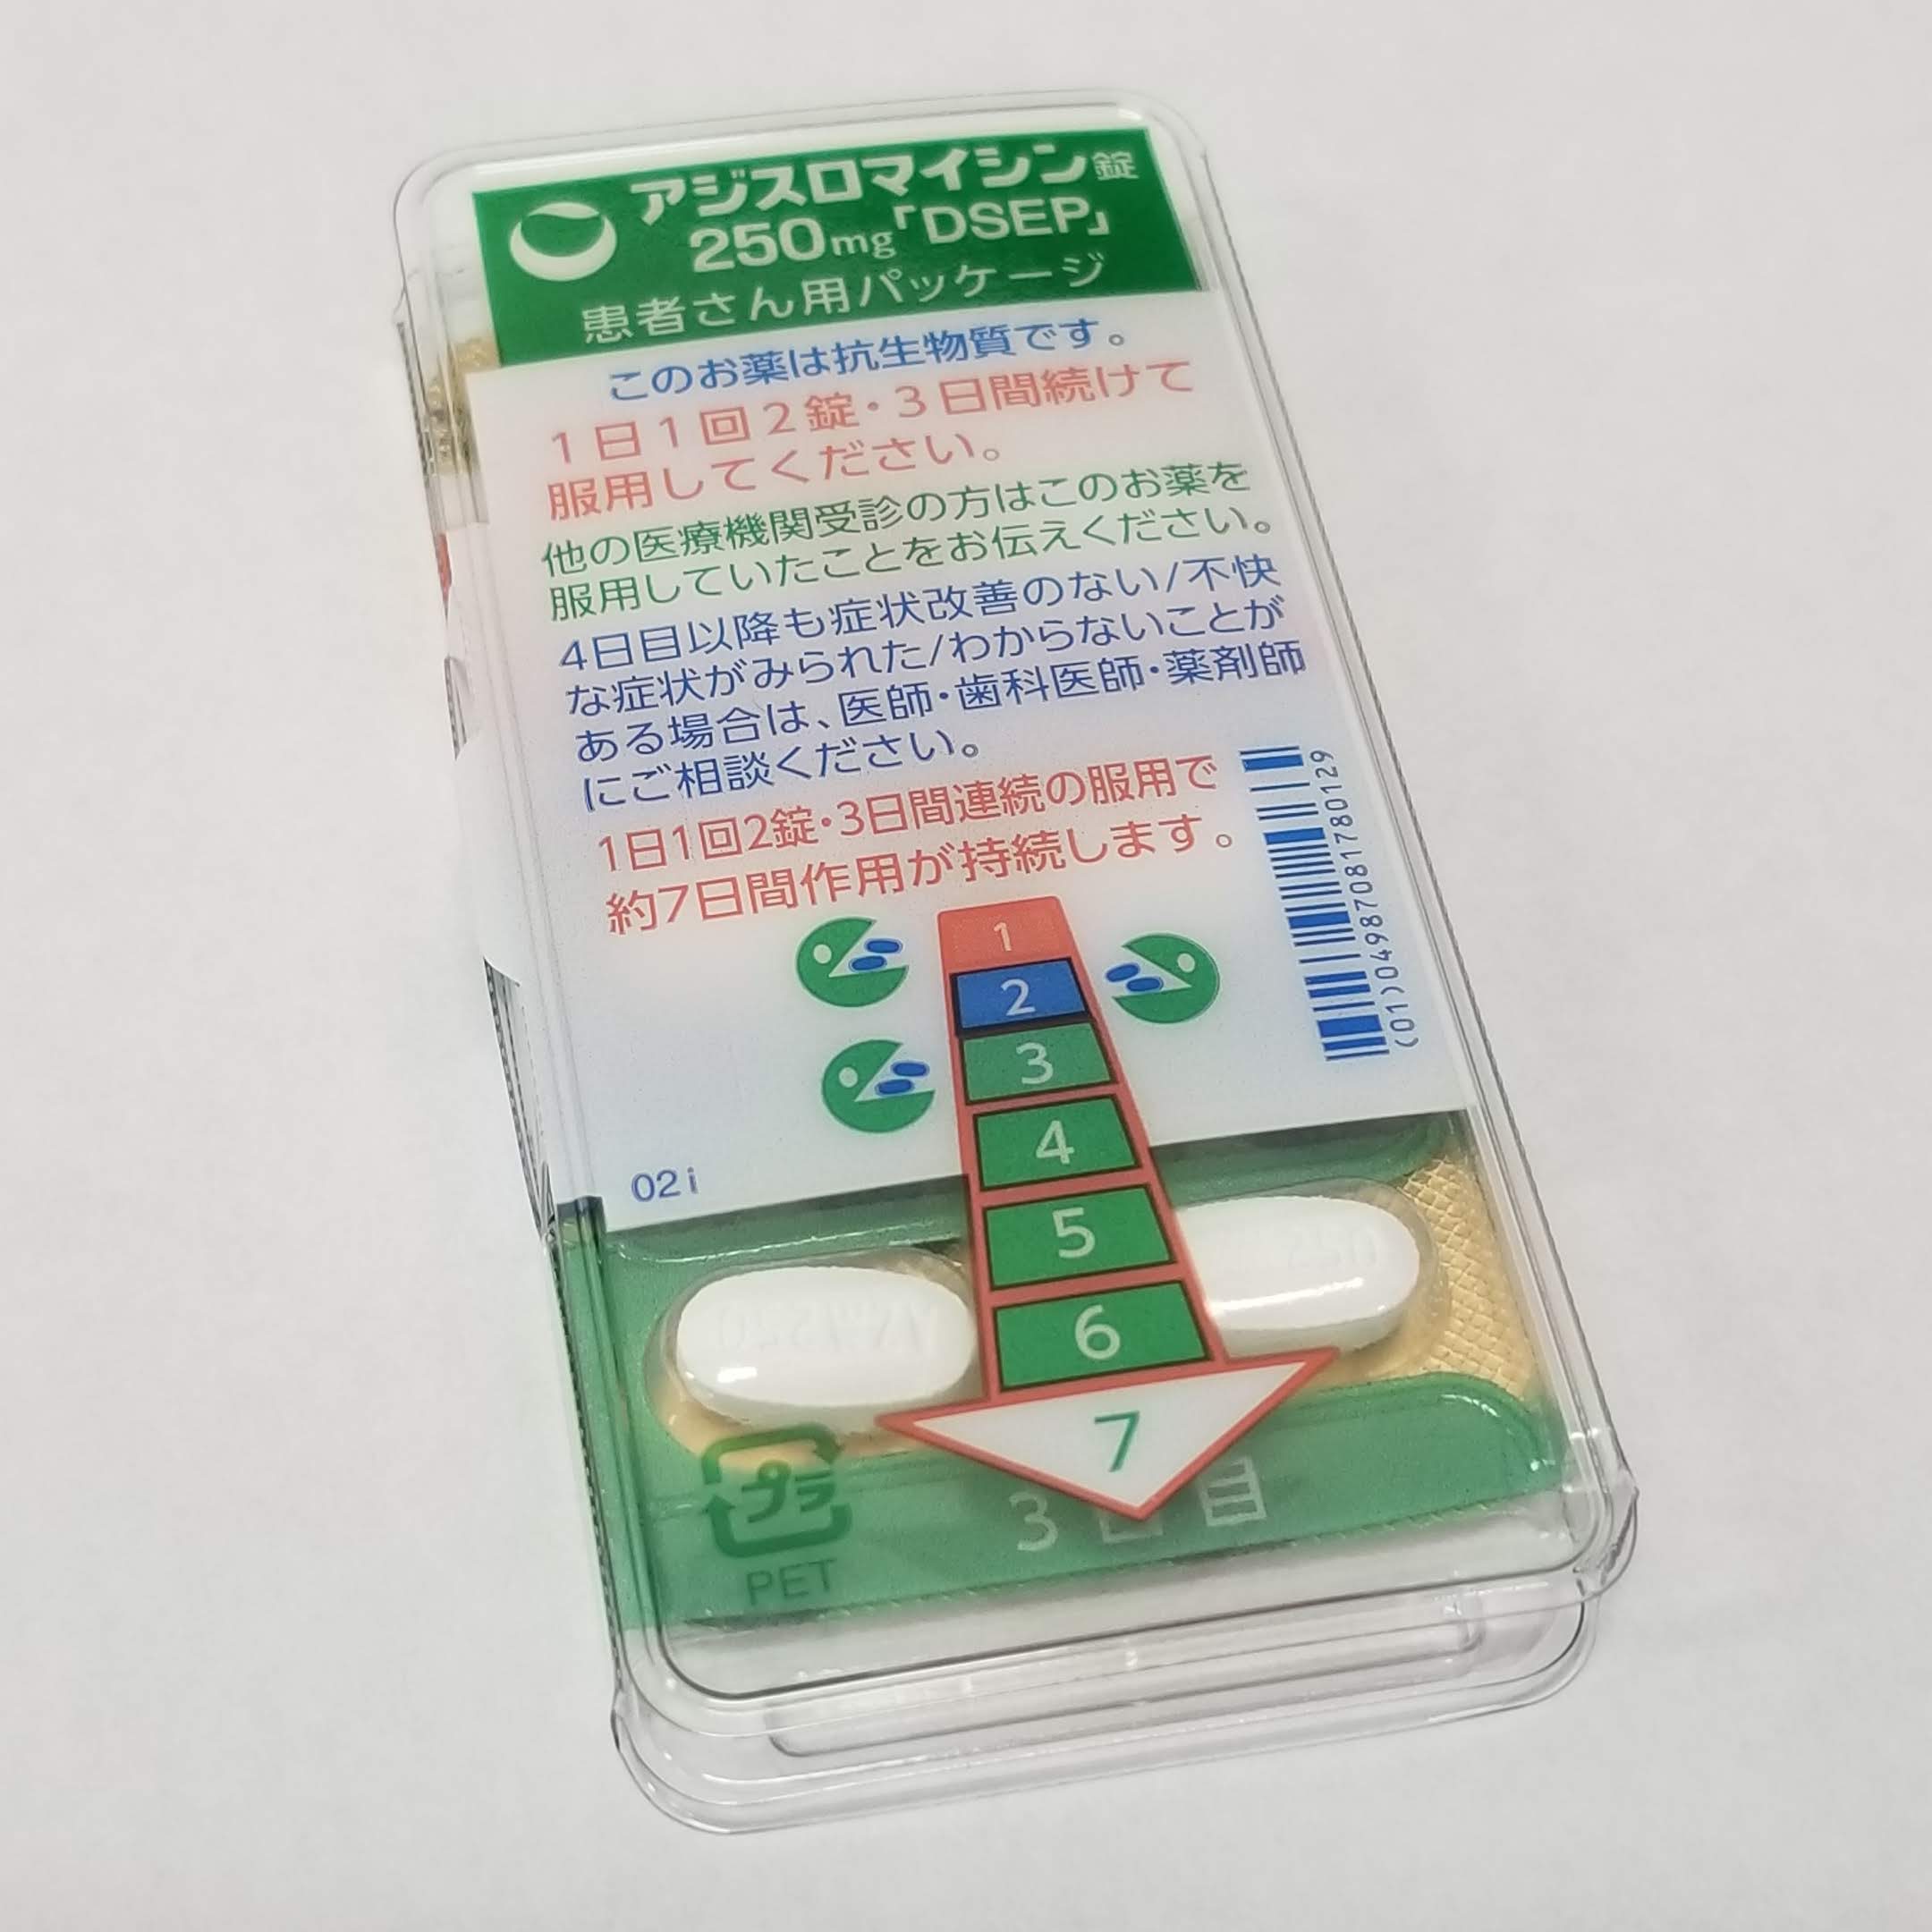 アジスロマイシン錠
250mg「DSEP」
患者さん用パッケージ
このお薬は抗生物質です。
1日1回2錠・3日間続けて
服用してください。
他の医療機関受診の方はこのお薬を
服用していたことをお伝えください。
4日目以降も症状改善のない/不快
な症状がみられた/わからないことが
ある場合は、医師・歯科医師・薬剤師
にご相談ください。
1日1回2錠・3日間連続の服用で
約7日間作用が持続します。
(01)04987081780129
1
2
3
4
5
6
7
02i
250
プラ
PET
3日目